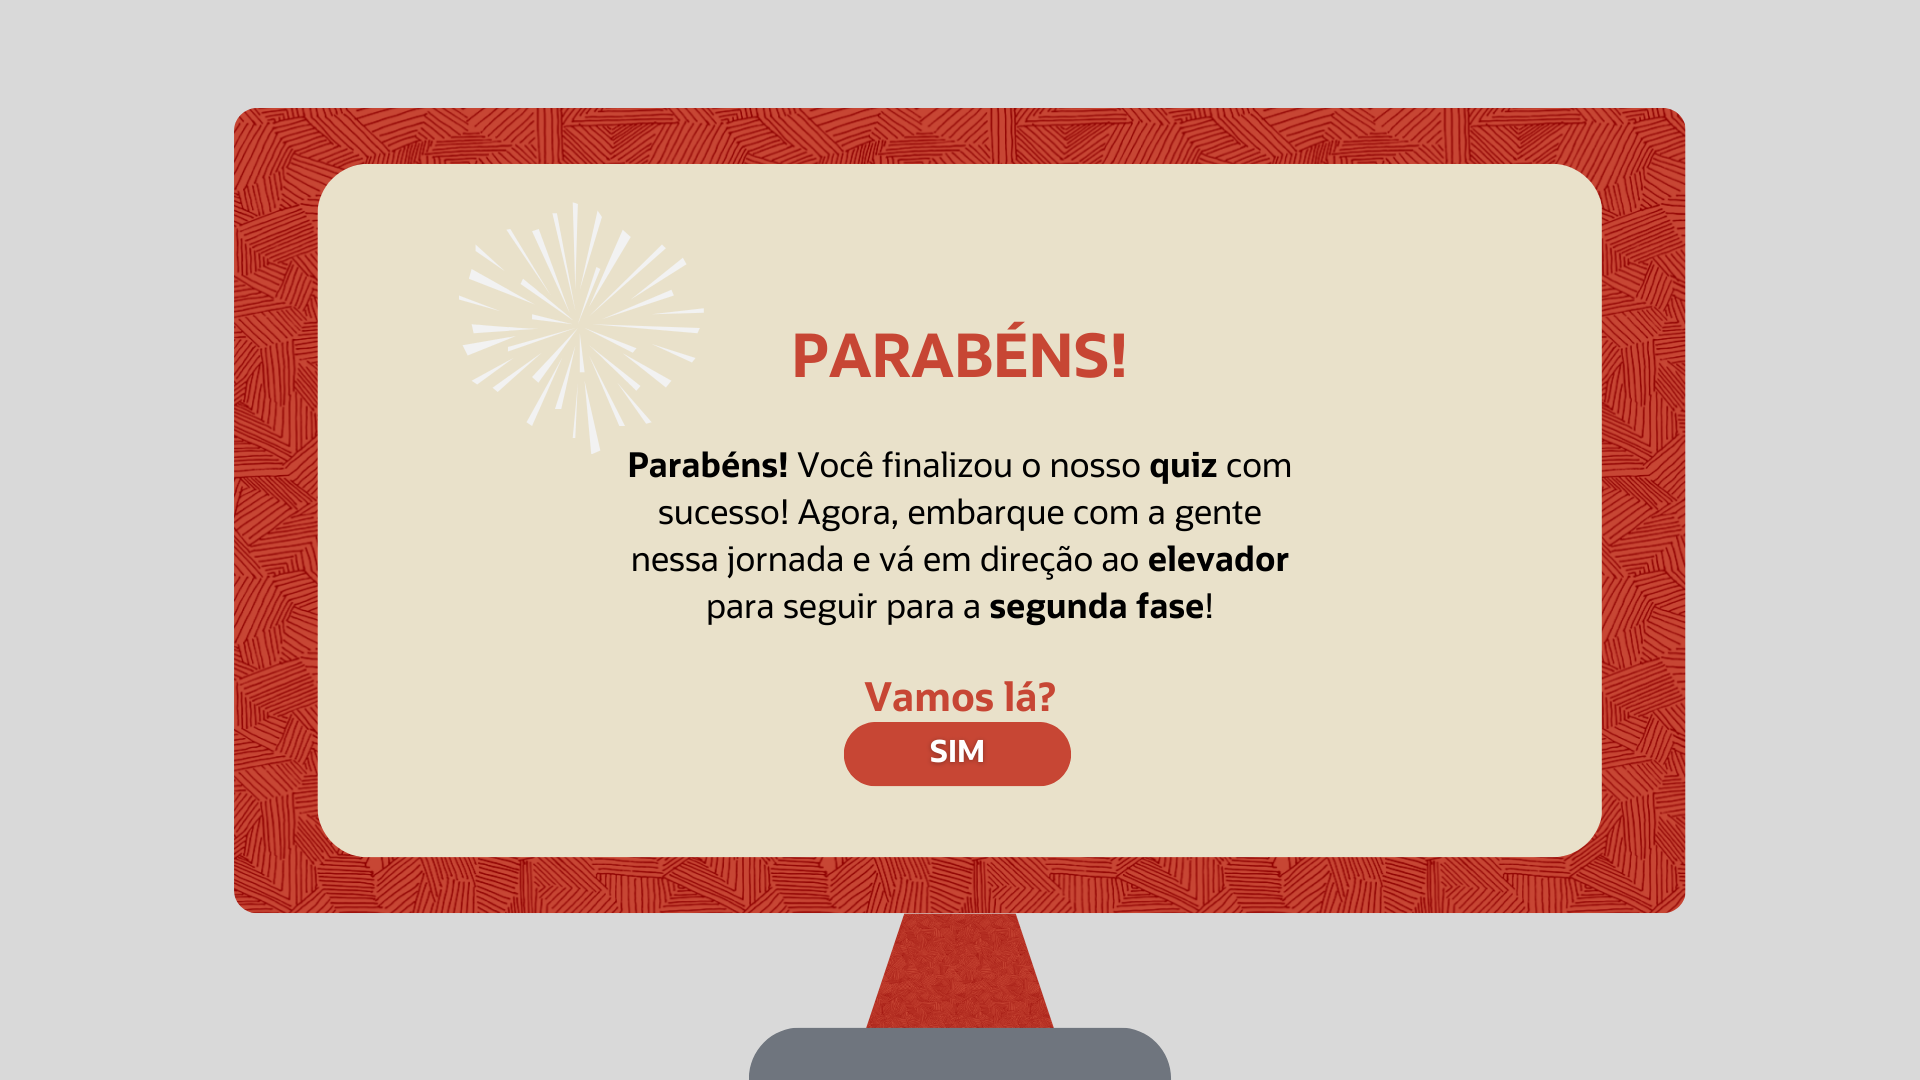 PARABÉNS!
Parabéns! Você finalizou o nosso quiz com
sucesso! Agora, embarque com a gente
nessa jornada e vá em direção ao elevador
para seguir para a segunda fase!
Vamos lá?
SIM